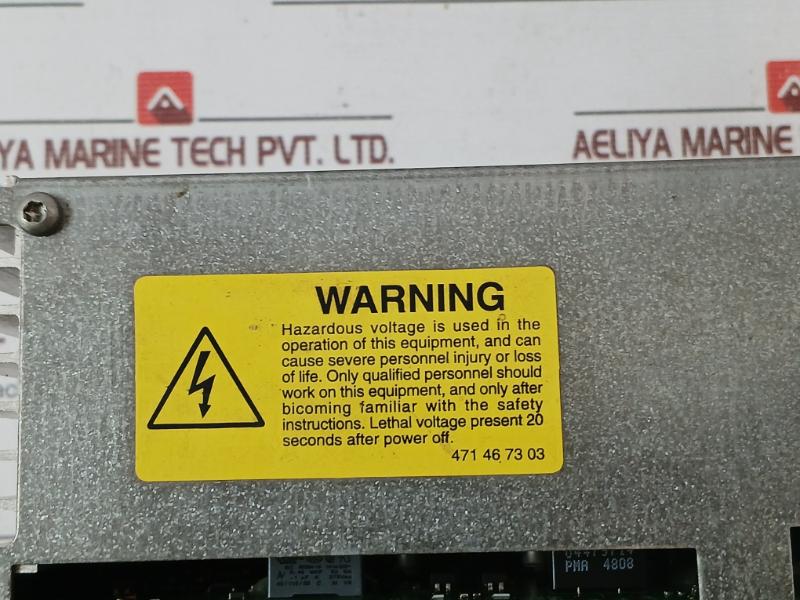 AELIYA MARINE TECH PVT. LTD.
AELIYA MARINE
WARNING
Hazardous voltage is used in the
operation of this equipment, and can
cause severe personnel injury or loss
of life. Only qualified personnel should
work on this equipment, and only after
bicoming familiar with the safety
instructions. Lethal voltage present 20
seconds after power off.
471 46 73 03
PMA 4808